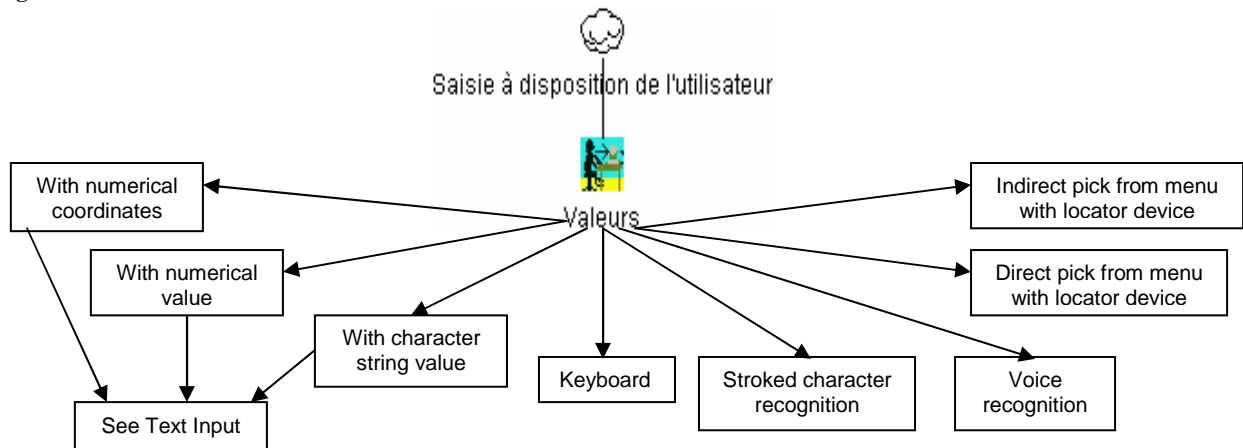 Saisie à disposition de l'utilisateur
Valeurs
With numerical
coordinates
With numerical
value
With character
string value
See Text Input
Keyboard
Stroked character
recognition
Voice
recognition
Indirect pick from menu
with locator device
Direct pick from menu
with locator device